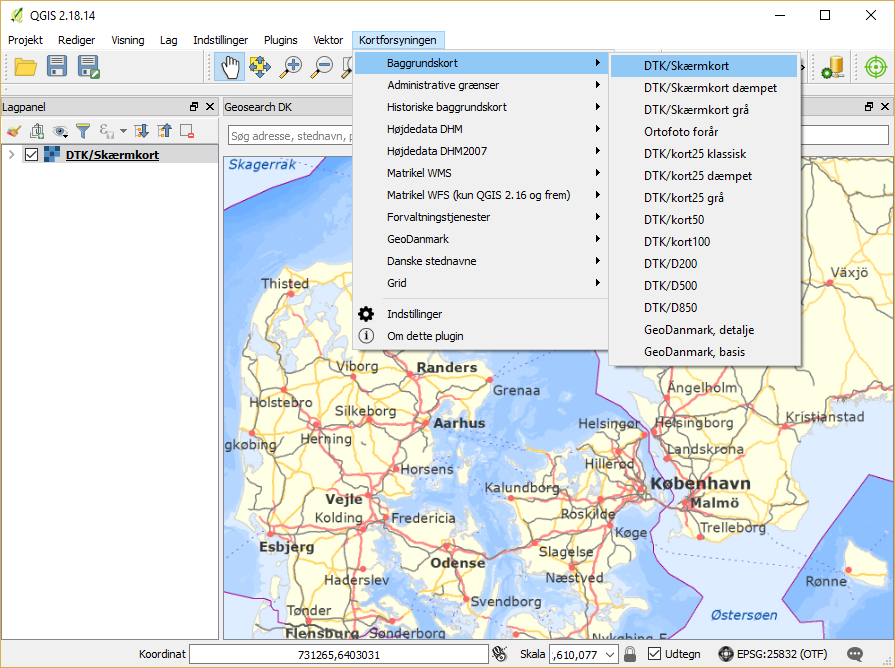 QGIS 2.18.14
Projekt Rediger Visning Lag Indstillinger Plugins Vektor Kortforsyningen
Baggrundskort
Administrative grænser
Historiske baggrundskort
Højdedata DHM
Højdedata DHM2007
Matrikel WMS
Matrikel WFS (kun QGIS 2.16 og frem)
Forvaltningstjenester
GeoDanmark
Danske stednavne
Grid
Indstillinger
Om dette plugin
DTK/Skærmkort
DTK/Skærmkort dæmpet
DTK/Skærmkort grå
Ortofoto forår
DTK/kort25 klassisk
DTK/kort25 dæmpet
DTK/kort25 grå
DTK/kort50
DTK/kort100
DTK/D200
DTK/D500
DTK/D850
GeoDanmark, detalje
GeoDanmark, basis
Lagpanel
Geosearch DK
Søg adresse, stednavn,
DTK/Skærmkort
Skagerrak
Växjö
Thisted
Viborg
Randers
Grenaa
Ängelholm
Holstebro
Silkeborg
Aarhus
Helsingør
Helsingborg
Kristianstad
gkøbing
Herning
Landskrona
Horsens
Hillerød
Kalundborg
København
Vejle
Malmö
Kolding
Fredericia
Roskilde
Køge
Trelleborg
Esbjerg
Slagelse
Odense
Haderslev
Næstved
Rønne
Svendborg
Tønder
Østersøen
Flensburg
Sønderborg
Nykøbing F
Koordinat 731265,6403031 Skala .,610,077 Udtegn EPSG:25832 (OTF)